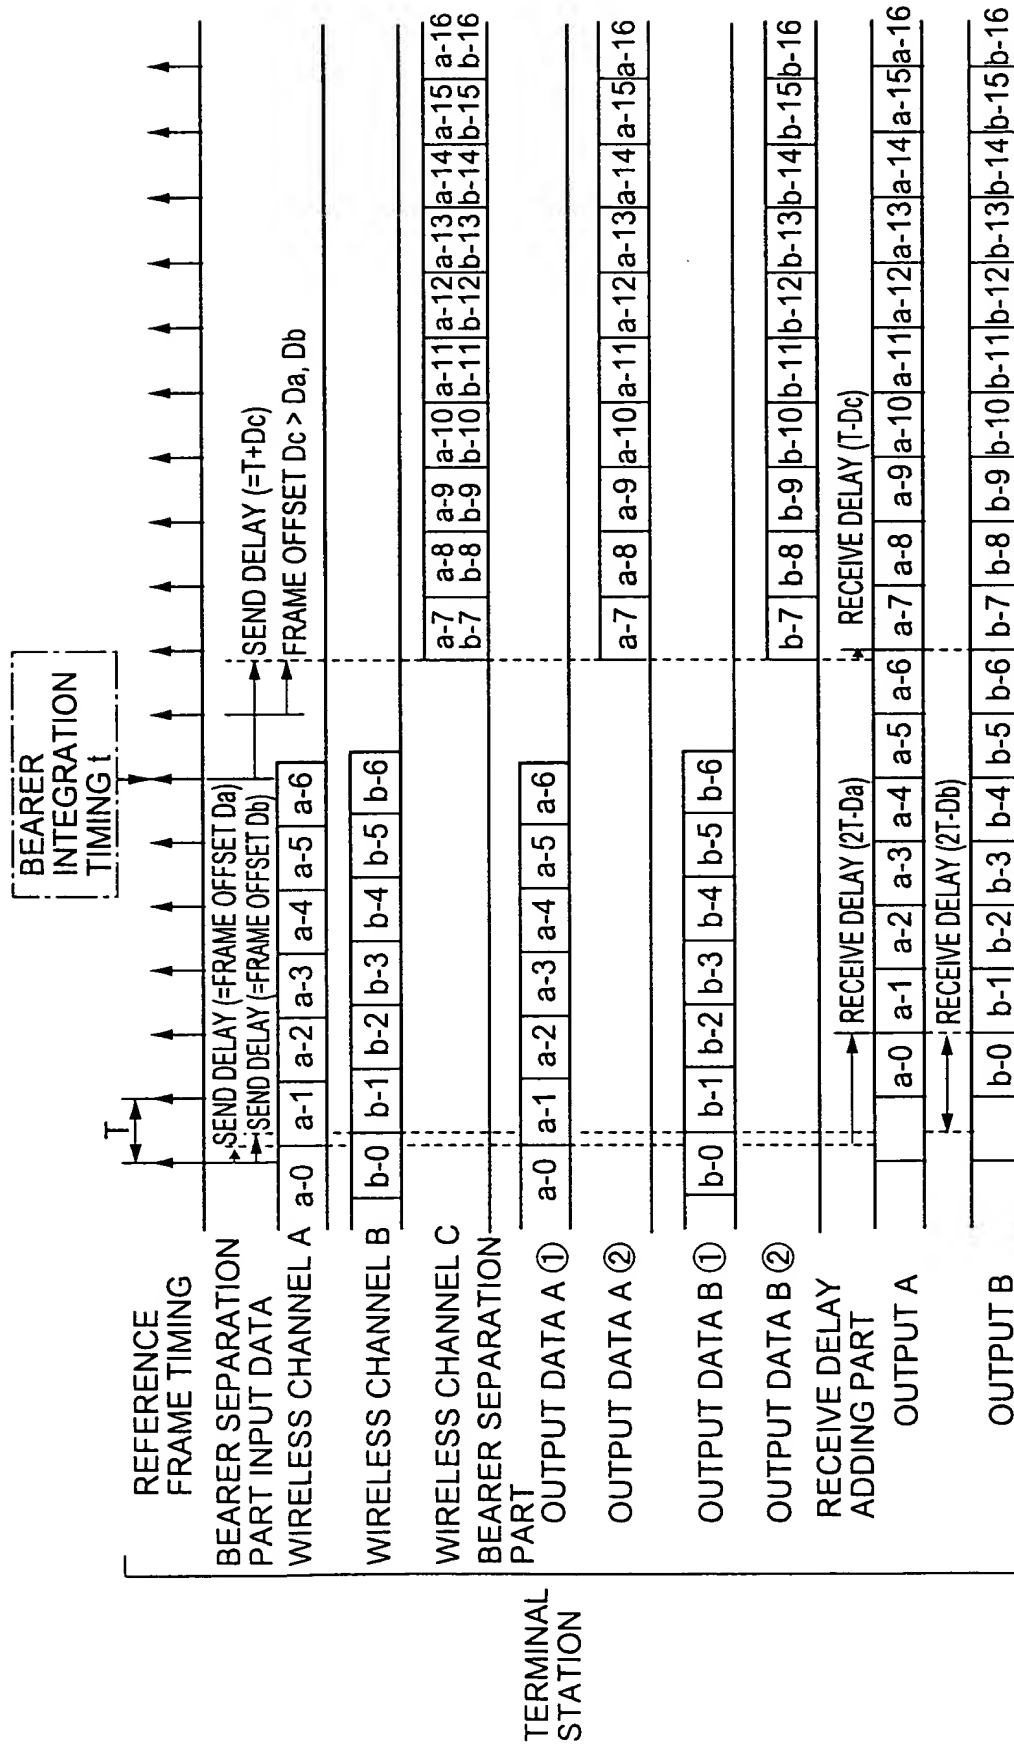 BEARER
INTEGRATION
TIMING t
REFERENCE
FRAME TIMING
T
BEARER SEPARATION
PART INPUT DATA
SEND DELAY (=FRAME OFFSET Da)
SEND DELAY (=FRAME OFFSET Db)
SEND DELAY (=T+Dc)
FRAME OFFSET Dc > Da, Db
WIRELESS CHANNEL A
a-0 a-1 a-2 a-3 a-4 a-5 a-6
WIRELESS CHANNEL B
b-0 b-1 b-2 b-3 b-4 b-5 b-6
WIRELESS CHANNEL C
a-7 a-8 a-9 a-10 a-11 a-12 a-13 a-14 a-15 a-16
b-7 b-8 b-9 b-10 b-11 b-12 b-13 b-14 b-15 b-16
BEARER SEPARATION
PART
OUTPUT DATA A ①
a-0 a-1 a-2 a-3 a-4 a-5 a-6
OUTPUT DATA A ②
a-7 a-8 a-9 a-10 a-11 a-12 a-13 a-14 a-15 a-16
OUTPUT DATA B ①
b-0 b-1 b-2 b-3 b-4 b-5 b-6
OUTPUT DATA B ②
b-7 b-8 b-9 b-10 b-11 b-12 b-13 b-14 b-15 b-16
RECEIVE DELAY
ADDING PART
RECEIVE DELAY (2T-Da)
RECEIVE DELAY (T-Dc)
OUTPUT A
a-0 a-1 a-2 a-3 a-4 a-5 a-6 a-7 a-8 a-9 a-10 a-11 a-12 a-13 a-14 a-15 a-16
RECEIVE DELAY (2T-Db)
OUTPUT B
b-0 b-1 b-2 b-3 b-4 b-5 b-6 b-7 b-8 b-9 b-10 b-11 b-12 b-13 b-14 b-15 b-16
TERMINAL
STATION